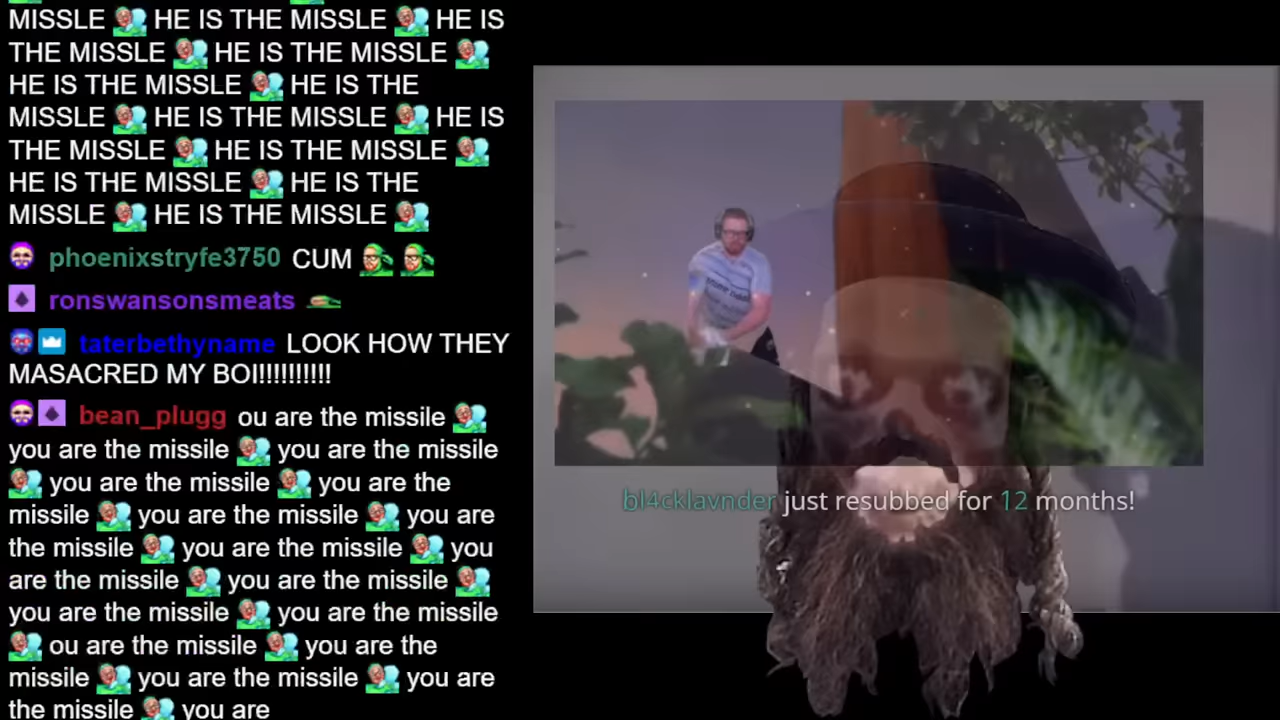 MISSLE HE IS THE MISSLE HE IS
THE MISSLE HE IS THE MISSLE
HE IS THE MISSLE HE IS THE
MISSLE HE IS THE MISSLE HE IS
THE MISSLE HE IS THE MISSLE
HE IS THE MISSLE HE IS THE
MISSLE HE IS THE MISSLE
phoenixstryfe3750 CUM
ronswansonsmeats
taterbethyname LOOK HOW THEY
MASACRED MY BOI!!!!!!!!!!!
bean_plugg ou are the missile
you are the missile you are the missile
you are the missile you are the
missile you are the missile you are
the missile you are the missile you
are the missile you are the missile
you are the missile you are the missile
ou are the missile you are the
missile you are the missile you are
the missile you are
bl4cklavnder just resubbed for 12 months!